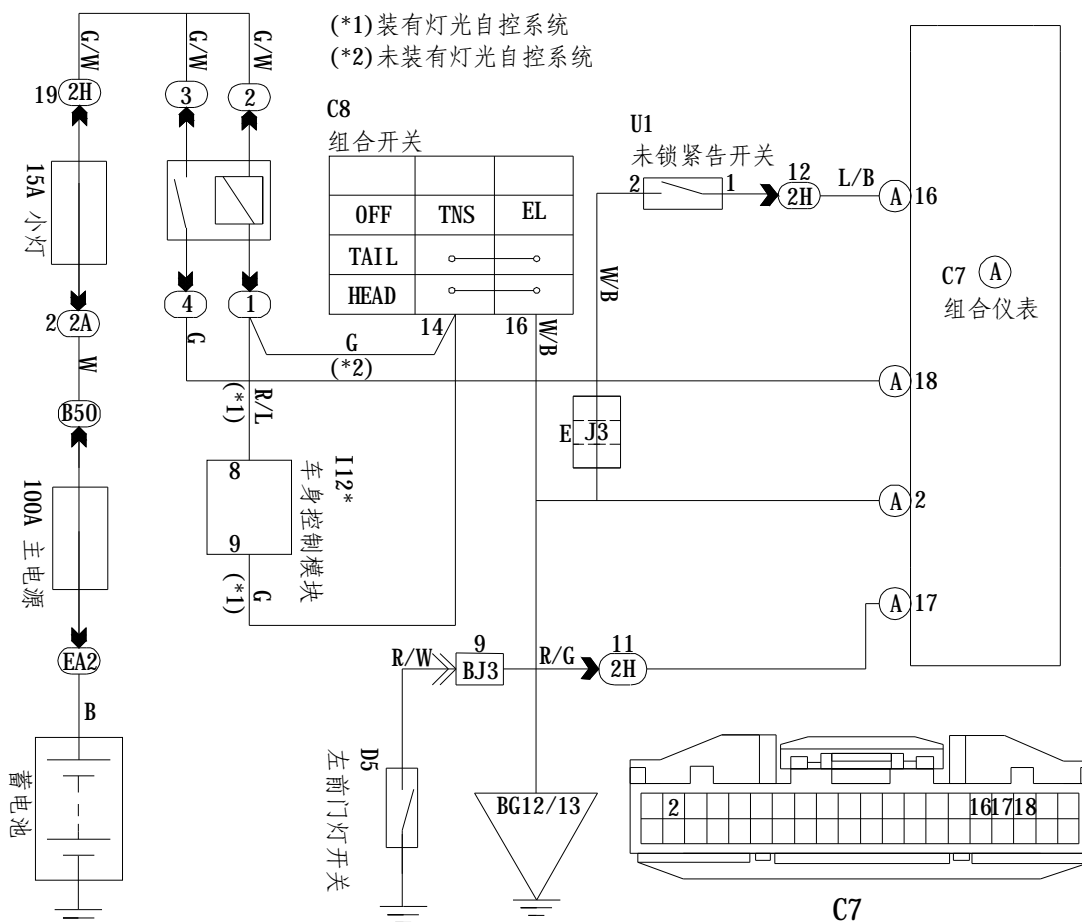 (*1)装有灯光自控系统
(*2)未装有灯光自控系统
G/W
G/W
G/W
19
2H
3
2
15A 小灯
2
2A
4
1
W
G
B50
100A 主电源
EA2
B
蓄电池
C8
组合开关
OFF
TNS
EL
TAIL
HEAD
14
16
G
(*2)
W/B
(*1)
R/L
8
9
I12*
车身控制模块
(*1)
G
U1
未锁紧告开关
2
1
12
2H
L/B
A
16
W/B
C7
A
组合仪表
A
18
E
J3
A
2
A
17
R/W
9
BJ3
R/G
11
2H
D5
左前门灯开关
BG12/13
2
16
17
18
C7